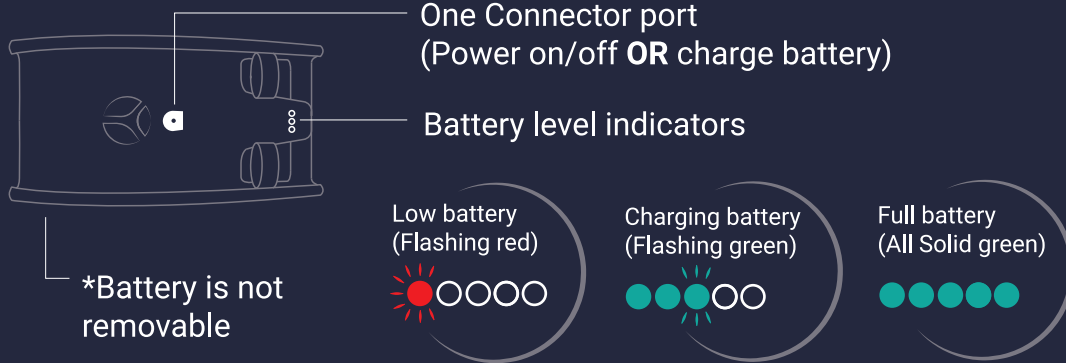 One Connector port
(Power on/off OR charge battery)
Battery level indicators
*Battery is not
removable
Low battery
(Flashing red)
Charging battery
(Flashing green)
Full battery
(All Solid green)